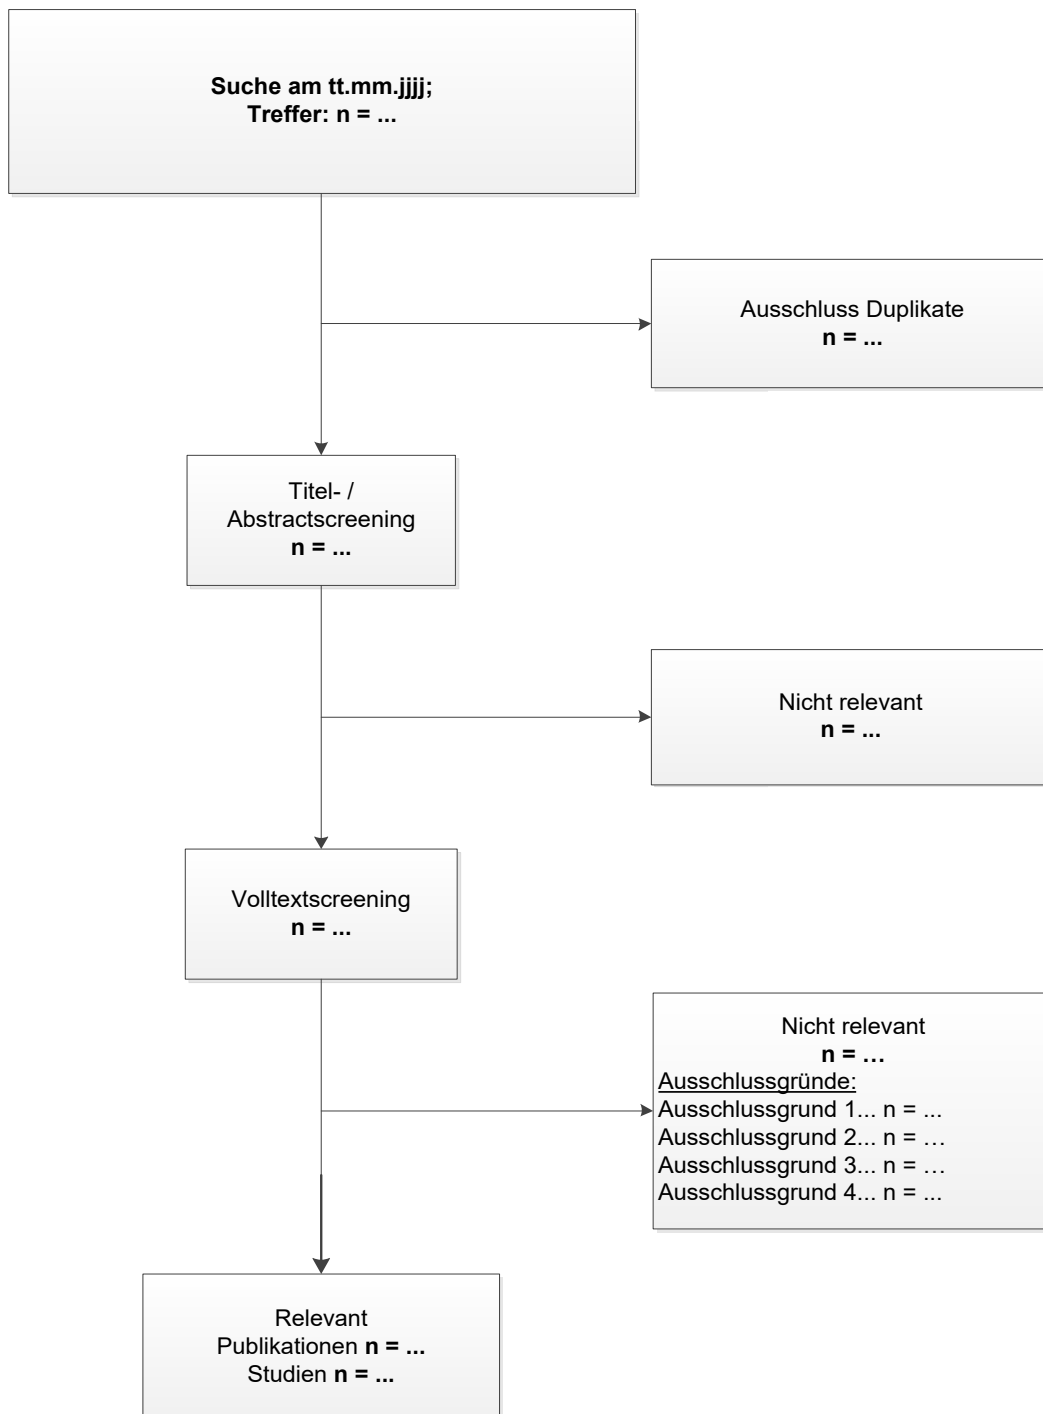 Suche am tt.mm.jjjj;
Treffer: n = ...
Ausschluss Duplikate
n = ...
Titel- /
Abstractscreening
n = ...
Nicht relevant
n = ...
Volltextscreening
n = ...
Nicht relevant
n = …
Ausschlussgründe:
Ausschlussgrund 1... n = ...
Ausschlussgrund 2... n = …
Ausschlussgrund 3... n = …
Ausschlussgrund 4... n = ...
Relevant
Publikationen n = ...
Studien n = ...